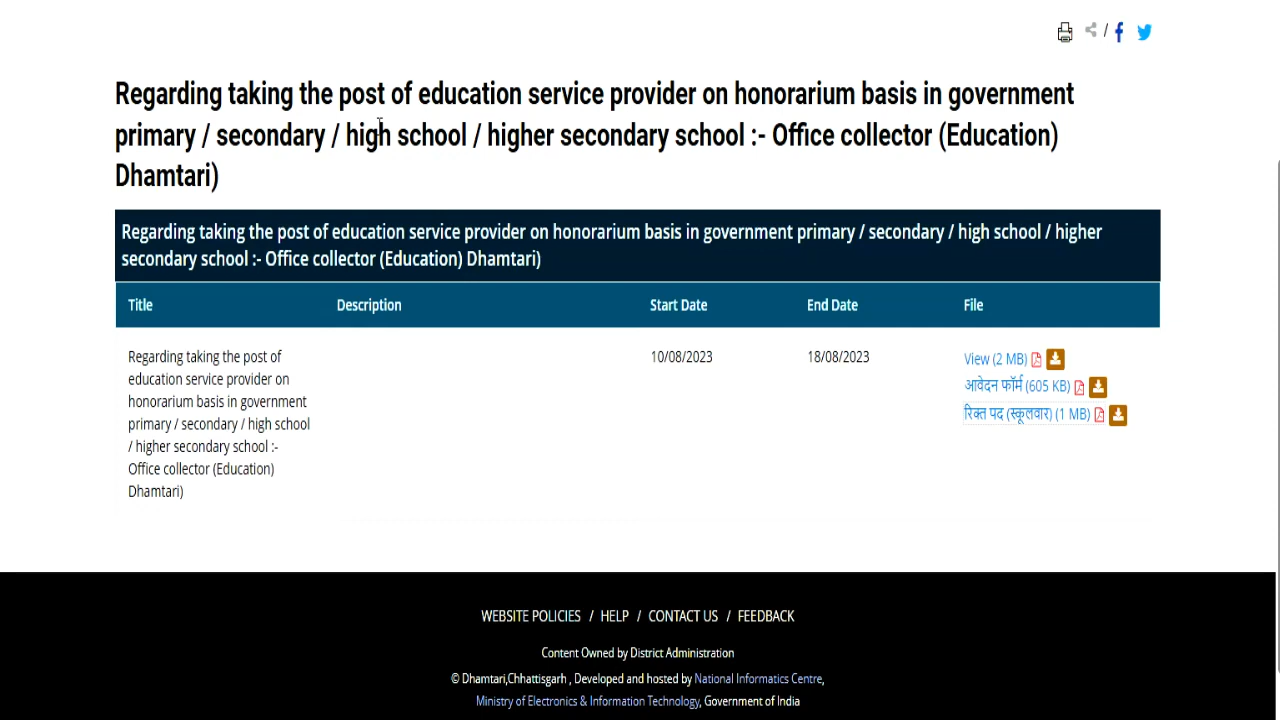 /
Regarding taking the post of education service provider on honorarium basis in government
primary / secondary / high school / higher secondary school :- Office collector (Education)
Dhamtari)
Regarding taking the post of education service provider on honorarium basis in government primary / secondary / high school / higher
secondary school :- Office collector (Education) Dhamtari)
Title Description Start Date End Date File
Regarding taking the post of
education service provider on
honorarium basis in government
primary / secondary / high school
/ higher secondary school :-
Office collector (Education)
Dhamtari)
10/08/2023
18/08/2023
View (2 MB)
आवेदन फॉर्म (605 KB)
रिक्त पद (स्कूलवार) (1 MB)
WEBSITE POLICIES / HELP / CONTACT US / FEEDBACK
Content Owned by District Administration
© Dhamtari,Chhattisgarh , Developed and hosted by National Informatics Centre,
Ministry of Electronics & Information Technology, Government of India